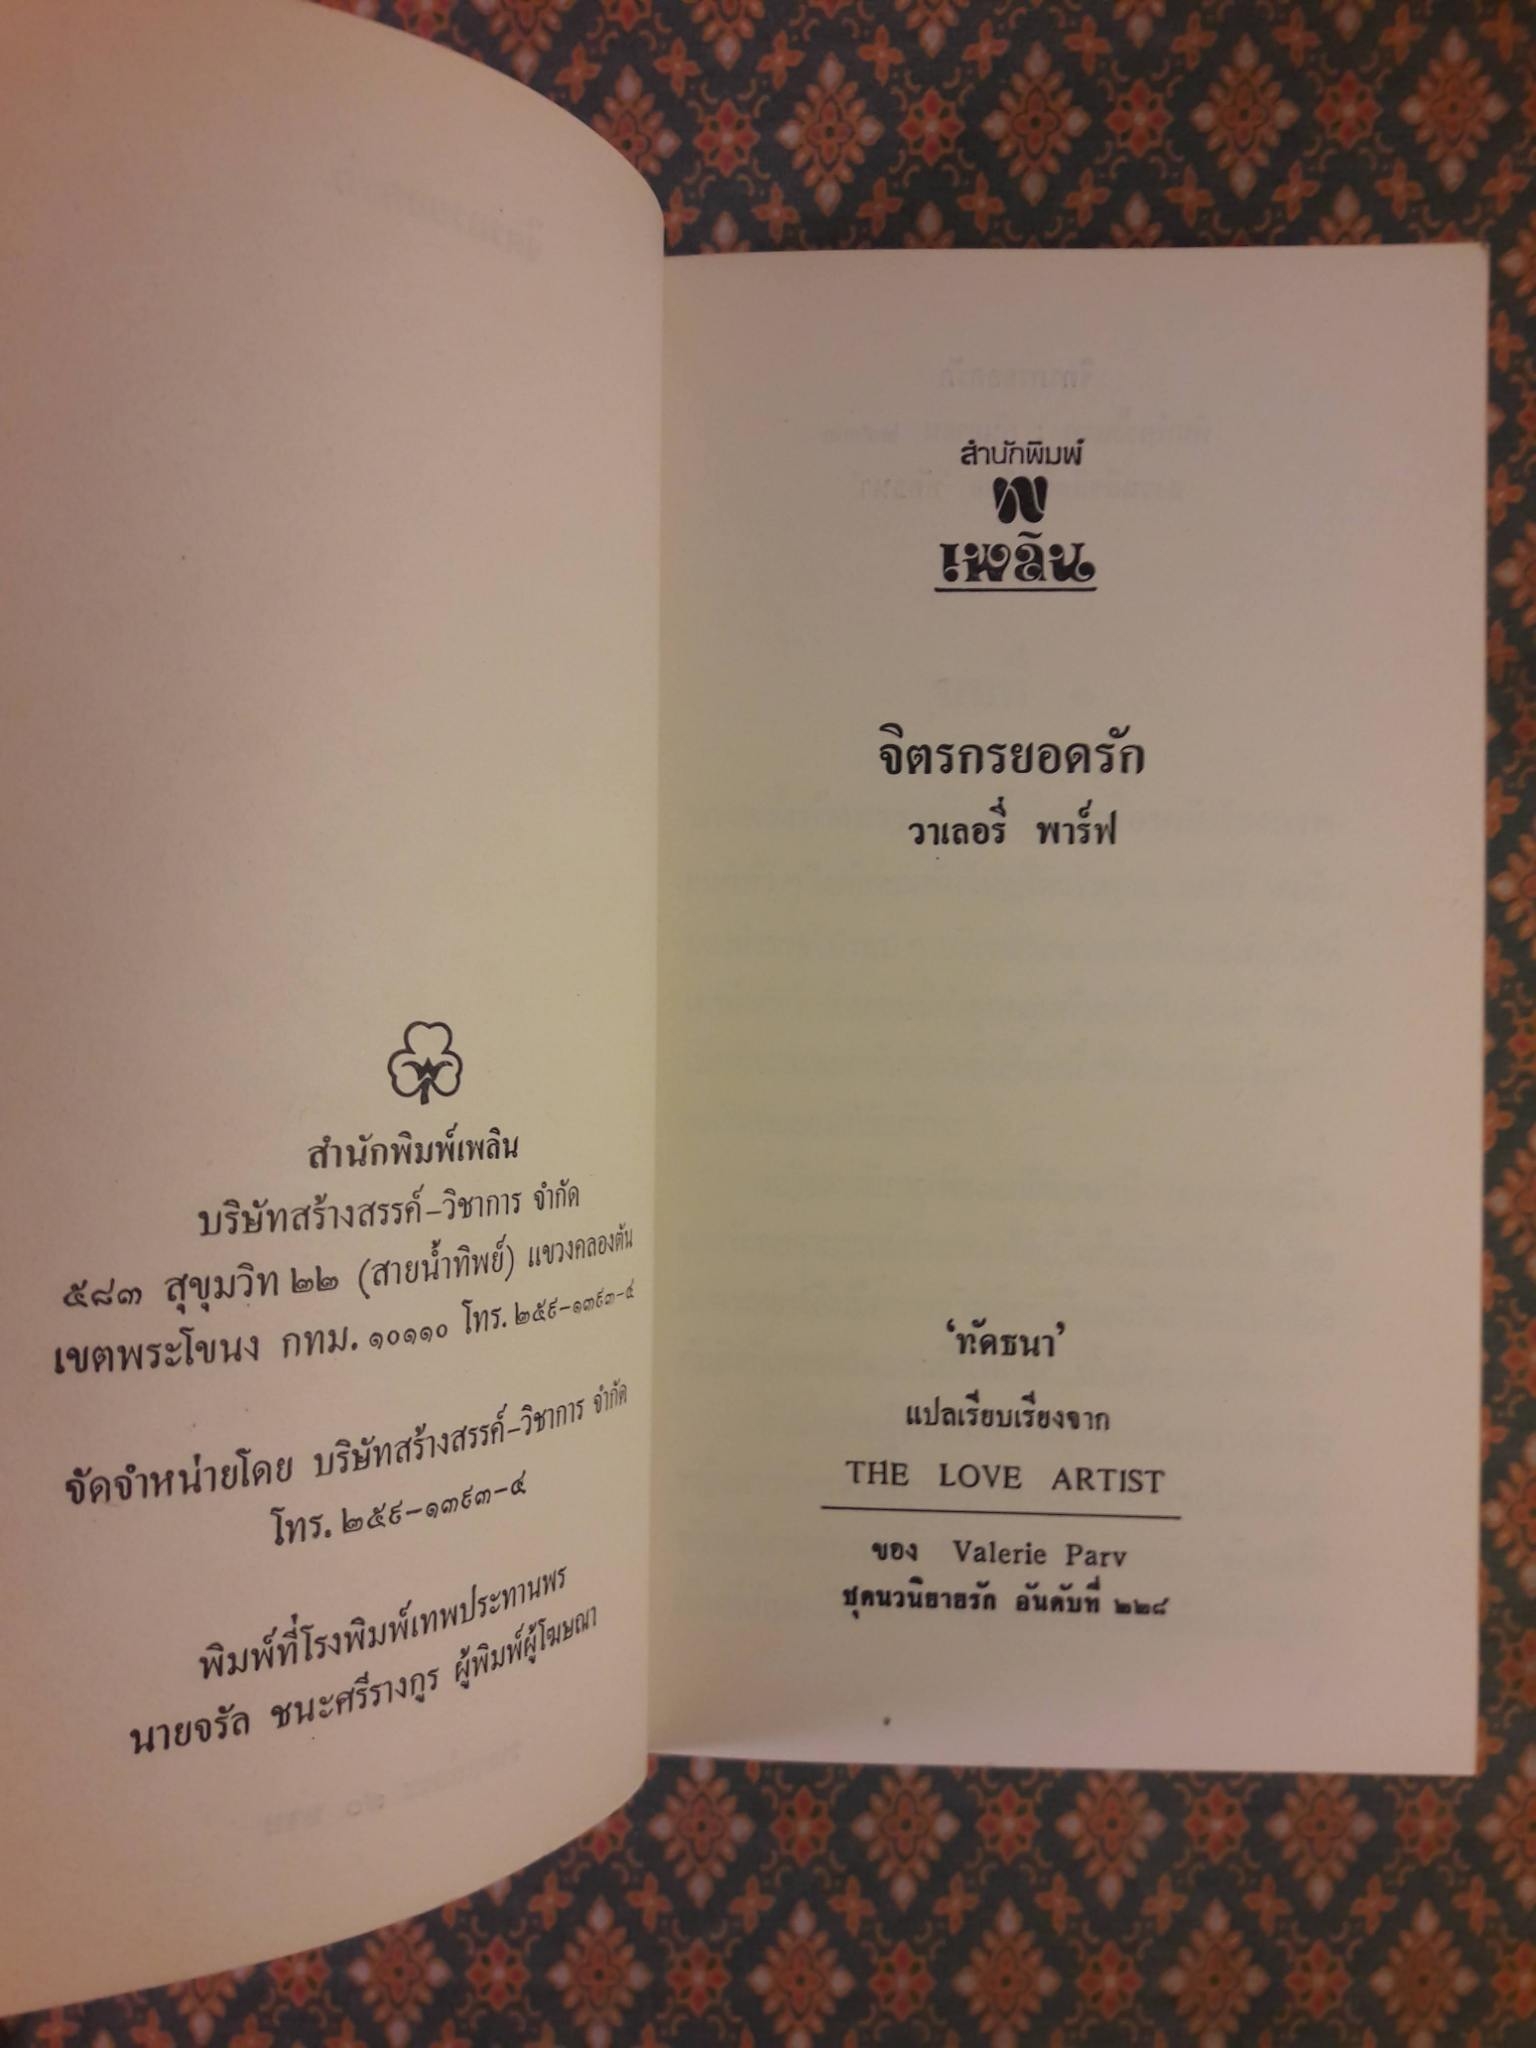 สำนักพิมพ์เพลิน
บริษัทสร้างสรรค์-วิชาการ จำกัด
๕๘๓ สุขุมวิท ๒๒ (สายน้ำทิพย์) แขวงคลองตัน
เขตพระโขนง กทม. ๑๐๑๑๐ โทร. ๒๕๙-๑๓๙๓-๔
จัดจำหน่ายโดย บริษัทสร้างสรรค์-วิชาการ จำกัด
โทร. ๒๕๙-๑๓๙๓-๔
พิมพ์ที่โรงพิมพ์เทพประทานพร
นายจรัล ชนะศรีรางกูร ผู้พิมพ์ผู้โฆษณา
สำนักพิมพ์
พ
เพลิน
จิตรกรยอดรัก
วาเลอรี่ พาร์ฟ
'ทัดธนา'
แปลเรียบเรียงจาก
THE LOVE ARTIST
ของ Valerie Parv
ชุดนวนิยายรัก อันดับที่ ๒๒๘